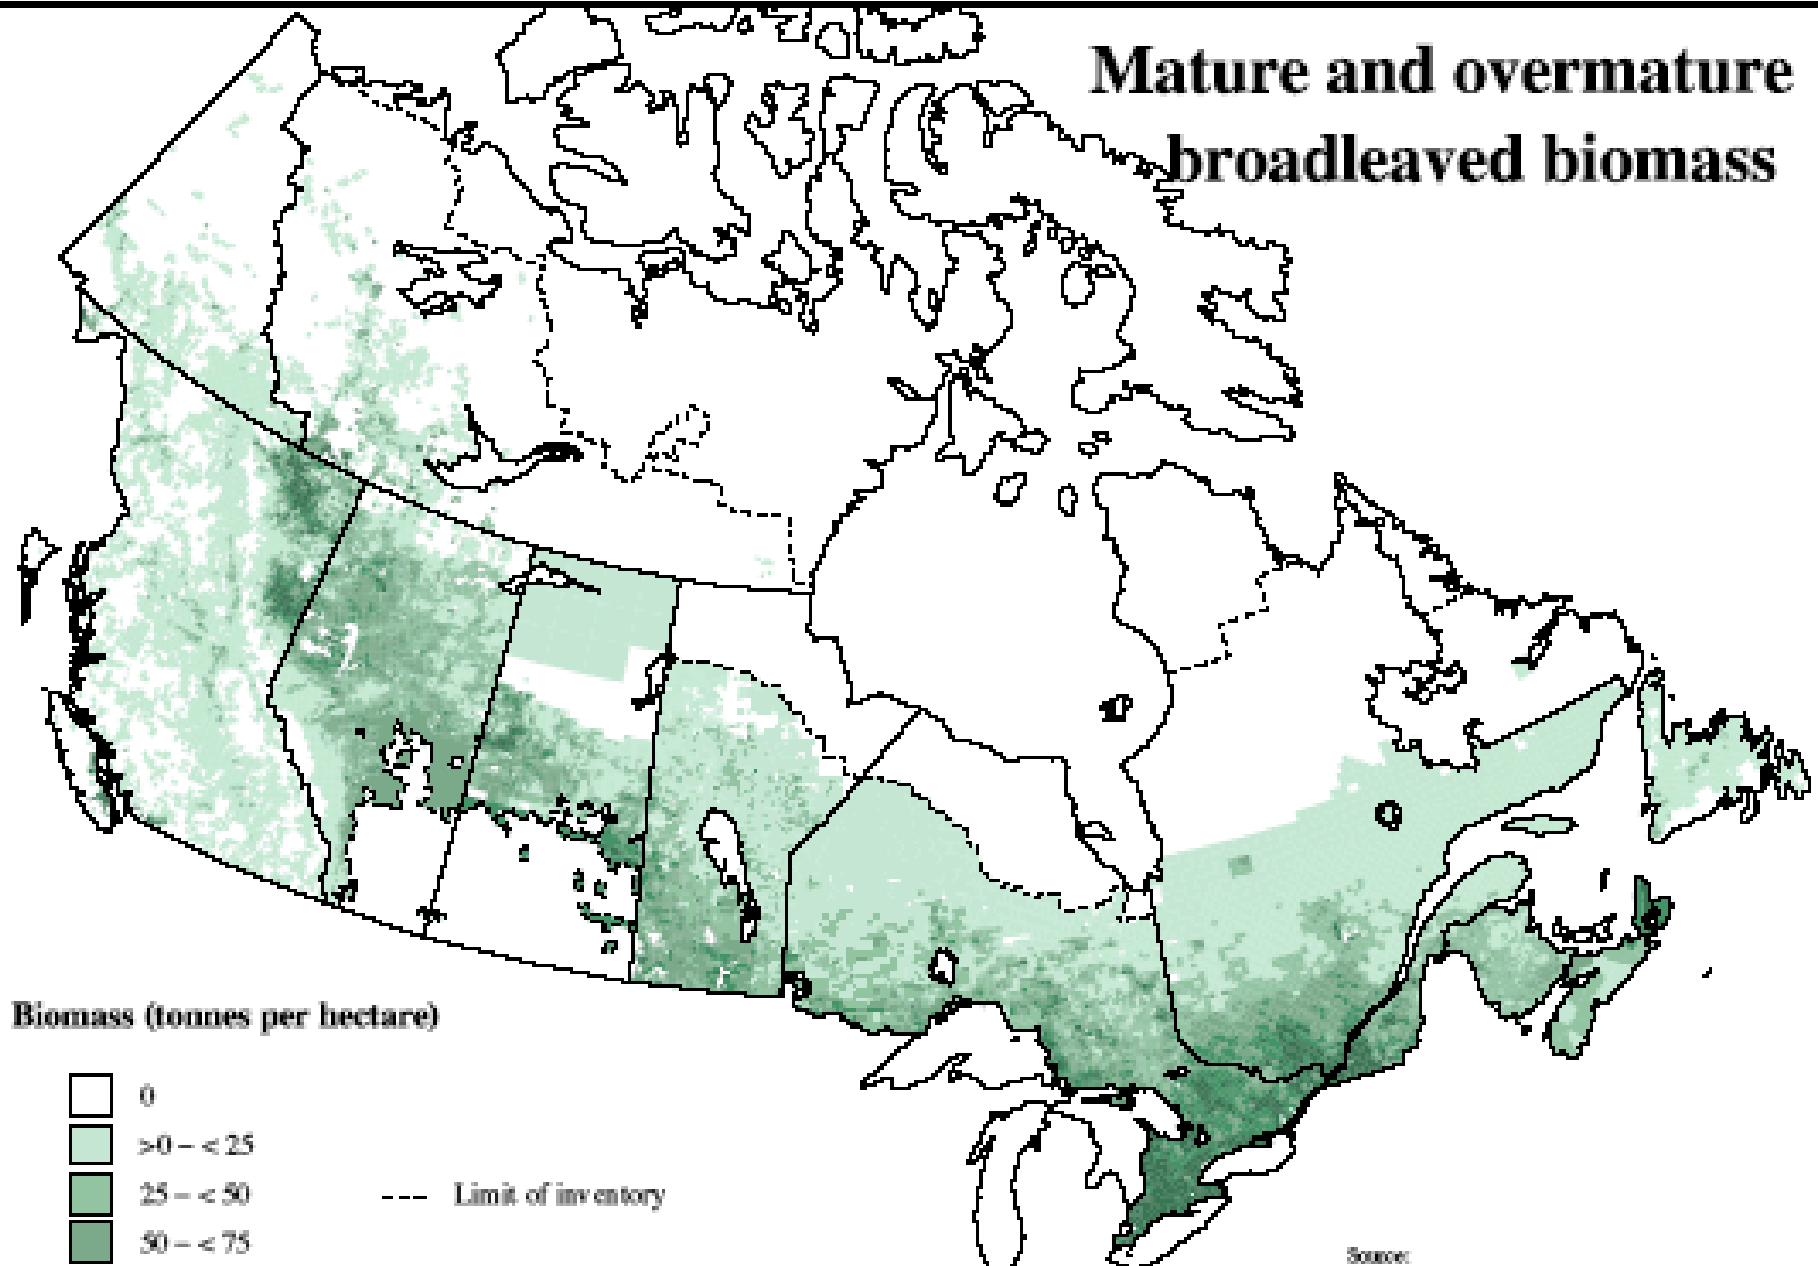 Mature and overmature
broadleaved biomass
Biomass (tonnes per hectare)
0
>0 – < 25
25 – < 50
50 – < 75
Limit of inventory
Source: